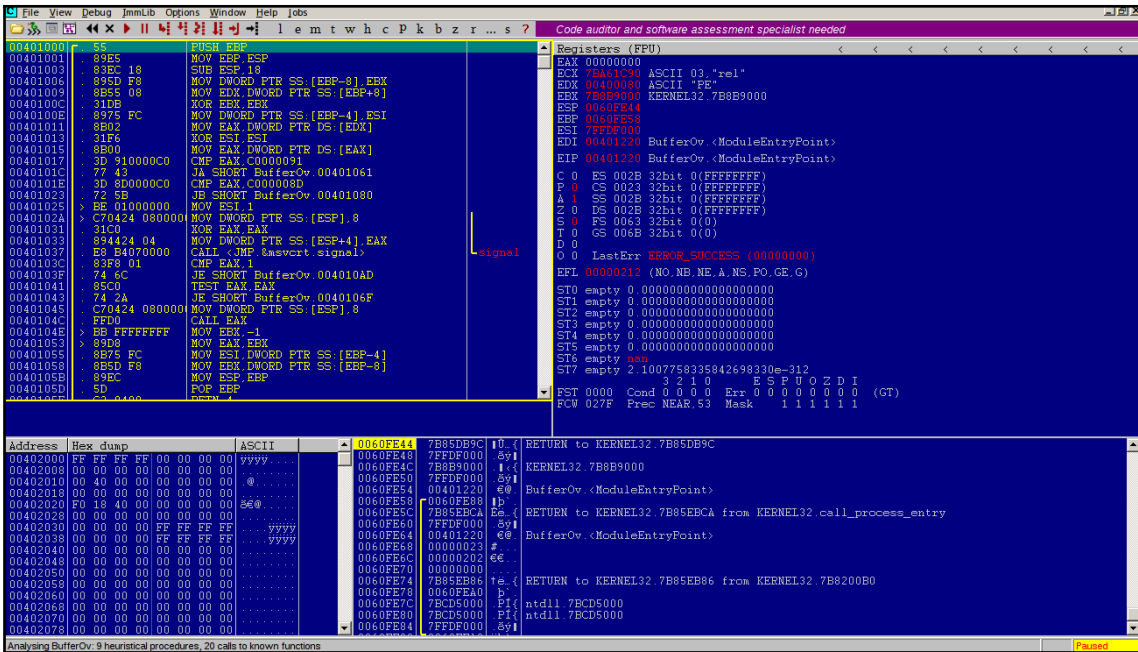 File View Debug ImmLib Options Window Help Jobs
l e m t w h c P k b z r ... s ?
Code auditor and software assessment specialist needed
00401000 . 55 PUSH EBP
00401001 . 89E5 MOV EBP,ESP
00401003 . 83EC 18 SUB ESP,18
00401006 . 895D F8 MOV DWORD PTR SS:[EBP-8],EBX
00401009 . 8B55 08 MOV EDX,DWORD PTR SS:[EBP+8]
0040100C . 31DB XOR EBX,EBX
0040100E . 8975 FC MOV DWORD PTR SS:[EBP-4],ESI
00401011 . 8B02 MOV EAX,DWORD PTR DS:[EDX]
00401013 . 31F6 XOR ESI,ESI
00401015 . 8B00 MOV EAX,DWORD PTR DS:[EAX]
00401017 . 3D 910000C0 CMP EAX,C0000091
0040101C . 77 43 JA SHORT BufferOv.00401061
0040101E . 3D 8D0000C0 CMP EAX,C000008D
00401023 . 72 5B JB SHORT BufferOv.00401080
00401025 > BE 01000000 MOV ESI,1
0040102A > C70424 080000 MOV DWORD PTR SS:[ESP],8
00401031 . 31C0 XOR EAX,EAX
00401033 . 894424 04 MOV DWORD PTR SS:[ESP+4],EAX
00401037 . E8 B4070000 CALL <JMP.&msvcrt.signal> signal
0040103C . 83F8 01 CMP EAX,1
0040103F . 74 6C JE SHORT BufferOv.004010AD
00401041 . 85C0 TEST EAX,EAX
00401043 . 74 2A JE SHORT BufferOv.0040106F
00401045 . C70424 080000 MOV DWORD PTR SS:[ESP],8
0040104C . FFD0 CALL EAX
0040104E > BB FFFFFFFF MOV EBX,-1
00401053 > 89D8 MOV EAX,EBX
00401055 . 8B75 FC MOV ESI,DWORD PTR SS:[EBP-4]
00401058 . 8B5D F8 MOV EBX,DWORD PTR SS:[EBP-8]
0040105B . 89EC MOV ESP,EBP
0040105D . 5D POP EBP
Registers (FPU) < < < < < < < < <
EAX 00000000
ECX 7BA61C90 ASCII 03,"rel"
EDX 00400080 ASCII "PE"
EBX 7B8B9000 KERNEL32.7B8B9000
ESP 0060FE44
EBP 0060FE58
ESI 7FFDF000
EDI 00401220 BufferOv.<ModuleEntryPoint>
EIP 00401220 BufferOv.<ModuleEntryPoint>
C 0 ES 002B 32bit 0(FFFFFFFF)
P 0 CS 0023 32bit 0(FFFFFFFF)
A 1 SS 002B 32bit 0(FFFFFFFF)
Z 0 DS 002B 32bit 0(FFFFFFFF)
S 0 FS 0063 32bit 0(0)
T 0 GS 006B 32bit 0(0)
D 0
O 0 LastErr ERROR_SUCCESS (00000000)
EFL 00000212 (NO,NB,NE,A,NS,PO,GE,G)
ST0 empty 0.0000000000000000000
ST1 empty 0.0000000000000000000
ST2 empty 0.0000000000000000000
ST3 empty 0.0000000000000000000
ST4 empty 0.0000000000000000000
ST5 empty 0.0000000000000000000
ST6 empty nan
ST7 empty 2.1007758335842698330e-312
3 2 1 0 E S P U O Z D I
FST 0000 Cond 0 0 0 0 Err 0 0 0 0 0 0 0 0 (GT)
FCW 027F Prec NEAR,53 Mask 1 1 1 1 1 1
Address Hex dump ASCII
00402000 FF FF FF FF 00 00 00 00 ÿÿÿÿ....
00402008 00 00 00 00 00 00 00 00 ........
00402010 00 40 00 00 00 00 00 00 .@......
00402018 00 00 00 00 00 00 00 00 ........
00402020 F0 18 40 00 00 00 00 00
00402028 00 00 00 00 00 00 00 00 ........
00402030 00 00 00 00 FF FF FF FF ....ÿÿÿÿ
00402038 00 00 00 00 FF FF FF FF ....ÿÿÿÿ
00402040 00 00 00 00 00 00 00 00 ........
00402048 00 00 00 00 00 00 00 00 ........
00402050 00 00 00 00 00 00 00 00 ........
00402058 00 00 00 00 00 00 00 00 ........
00402060 00 00 00 00 00 00 00 00 ........
00402068 00 00 00 00 00 00 00 00 ........
00402070 00 00 00 00 00 00 00 00 ........
00402078 00 00 00 00 00 00 00 00 ........
0060FE44 7B85DB9C RETURN to KERNEL32.7B85DB9C
0060FE48 7FFDF000
0060FE4C 7B8B9000 KERNEL32.7B8B9000
0060FE50 7FFDF000
0060FE54 00401220 BufferOv.<ModuleEntryPoint>
0060FE58 0060FE88
0060FE5C 7B85EBCA RETURN to KERNEL32.7B85EBCA from KERNEL32.call_process_entry
0060FE60 7FFDF000
0060FE64 00401220 BufferOv.<ModuleEntryPoint>
0060FE68 00000023 #...
0060FE6C 00000202
0060FE70 00000000 ....
0060FE74 7B85EB86 RETURN to KERNEL32.7B85EB86 from KERNEL32.7B8200B0
0060FE78 0060FEA0
0060FE7C 7BCD5000 ntdll.7BCD5000
0060FE80 7BCD5000 ntdll.7BCD5000
0060FE84 7FFDF000
Analysing BufferOv: 9 heuristical procedures, 20 calls to known functions
Paused